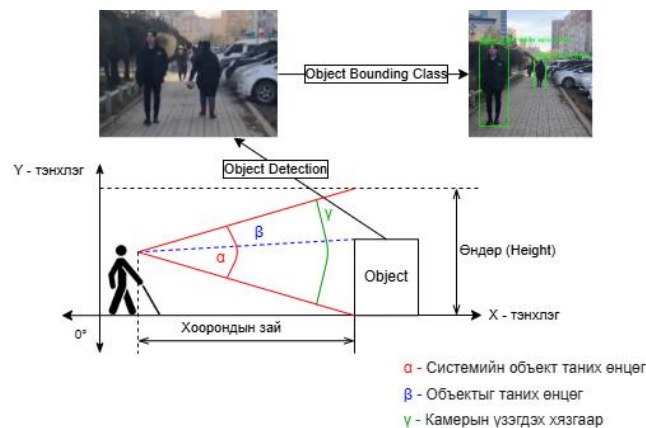 Object Bounding Class
Object Detection
Y - тэнхлэг
γ
β
α
Object
Өндөр (Height)
X - тэнхлэг
0°
Хоорондын зай
α - Системийн объект таних өнцөг
β - Объектыг таних өнцөг
γ - Камерын үзэгдэх хязгаар